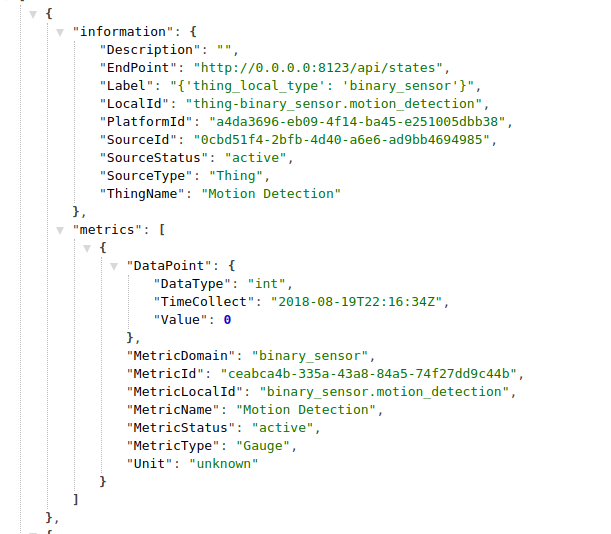 {
"information": {
"Description": "",
"EndPoint": "http://0.0.0.0:8123/api/states",
"Label": "{'thing_local_type': 'binary_sensor'}",
"LocalId": "thing-binary_sensor.motion_detection",
"PlatformId": "a4da3696-eb09-4f14-ba45-e251005dbb38",
"SourceId": "0cbd51f4-2bfb-4d40-a6e6-ad9bb4694985",
"SourceStatus": "active",
"SourceType": "Thing",
"ThingName": "Motion Detection"
},
"metrics": [
{
"DataPoint": {
"DataType": "int",
"TimeCollect": "2018-08-19T22:16:34Z",
"Value": 0
},
"MetricDomain": "binary_sensor",
"MetricId": "ceabca4b-335a-43a8-84a5-74f27dd9c44b",
"MetricLocalId": "binary_sensor.motion_detection",
"MetricName": "Motion Detection",
"MetricStatus": "active",
"MetricType": "Gauge",
"Unit": "unknown"
}
]
},